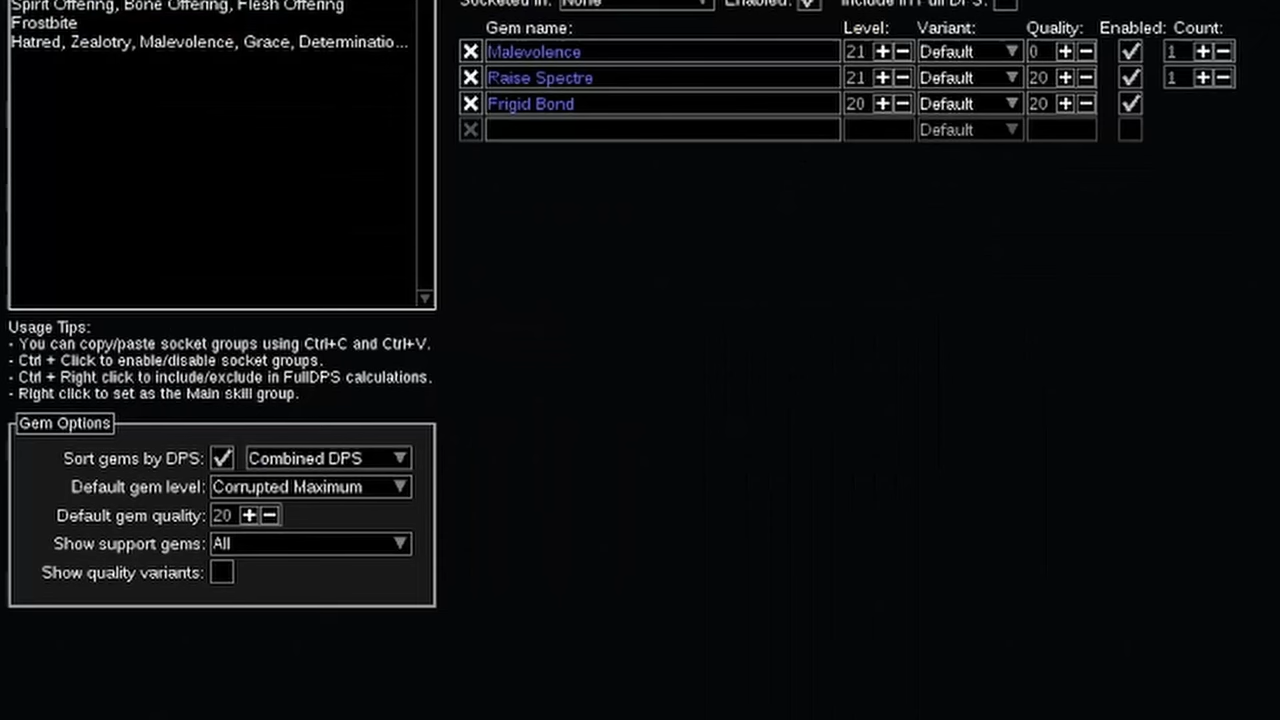 Spirit Offering, Bone Offering, Flesh Offering
Frostbite
Hatred, Zealotry, Malevolence, Grace, Determinatio...
Socketed in: None Enabled: Include in Full DPS:
Gem name: Level: Variant: Quality: Enabled: Count:
Malevolence 21 Default 0 1
Raise Spectre 21 Default 20 1
Frigid Bond 20 Default 20
Default
Usage Tips:
- You can copy/paste socket groups using Ctrl+C and Ctrl+V.
- Ctrl + Click to enable/disable socket groups.
- Ctrl + Right click to include/exclude in FullDPS calculations.
- Right click to set as the Main skill group.
Gem Options
Sort gems by DPS: Combined DPS
Default gem level: Corrupted Maximum
Default gem quality: 20
Show support gems: All
Show quality variants: